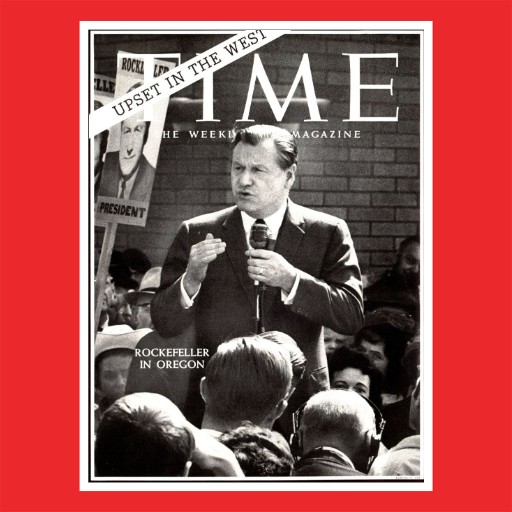 UPSET IN THE WEST
TIME
THE WEEKLY MAGAZINE
ROCKEFELLER
PRESIDENT
ROCKEFELLER
IN OREGON